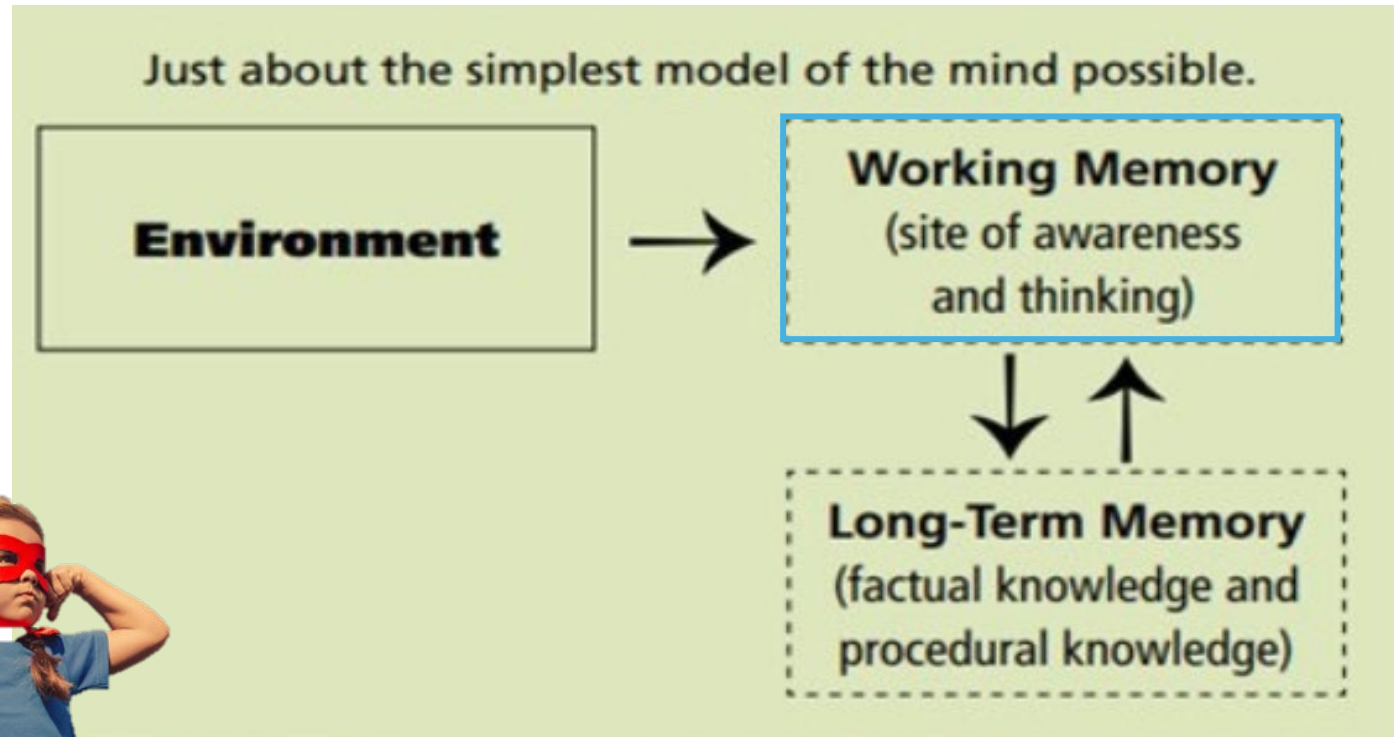 Just about the simplest model of the mind possible.
Environment
Working Memory
(site of awareness
and thinking)
Long-Term Memory
(factual knowledge and
procedural knowledge)